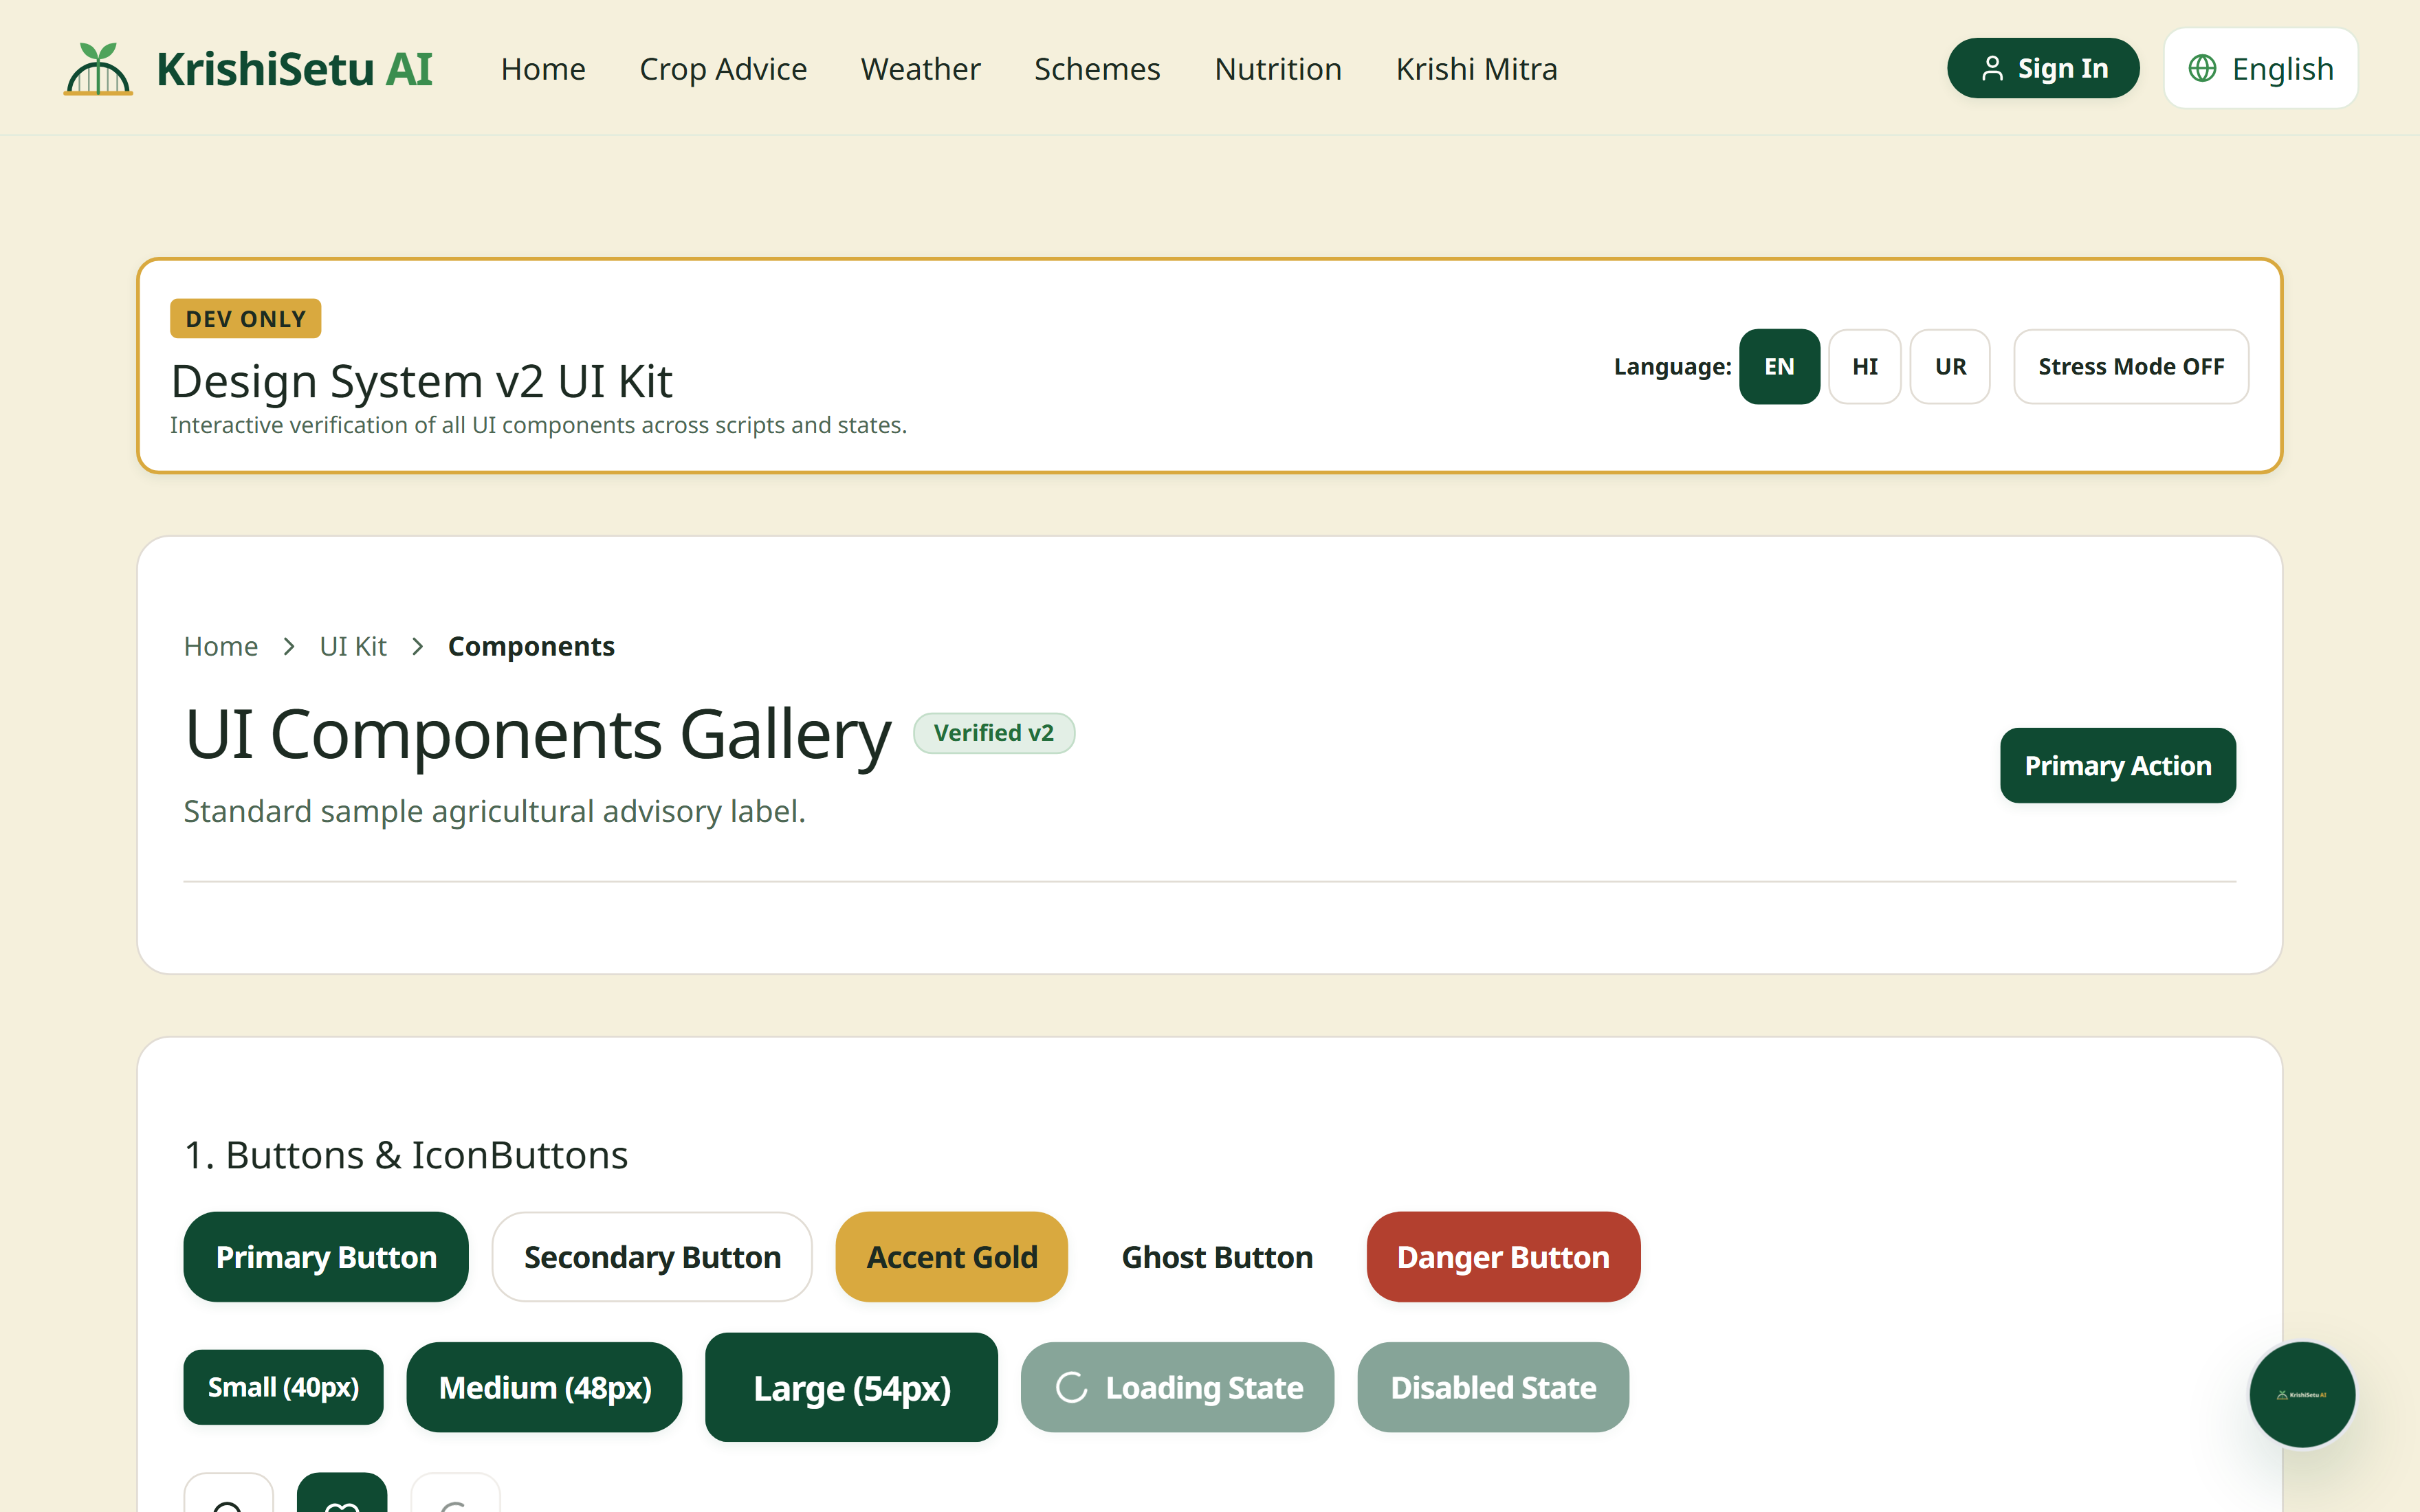 KrishiSetu AI
Home Crop Advice Weather Schemes Nutrition Krishi Mitra
Sign In English
DEV ONLY
Design System v2 UI Kit
Interactive verification of all UI components across scripts and states.
Language: EN HI UR Stress Mode OFF
Home UI Kit Components
UI Components Gallery Verified v2
Standard sample agricultural advisory label.
Primary Action
1. Buttons & IconButtons
Primary Button Secondary Button Accent Gold Ghost Button Danger Button
Small (40px) Medium (48px) Large (54px) Loading State Disabled State
KrishiSetu AI